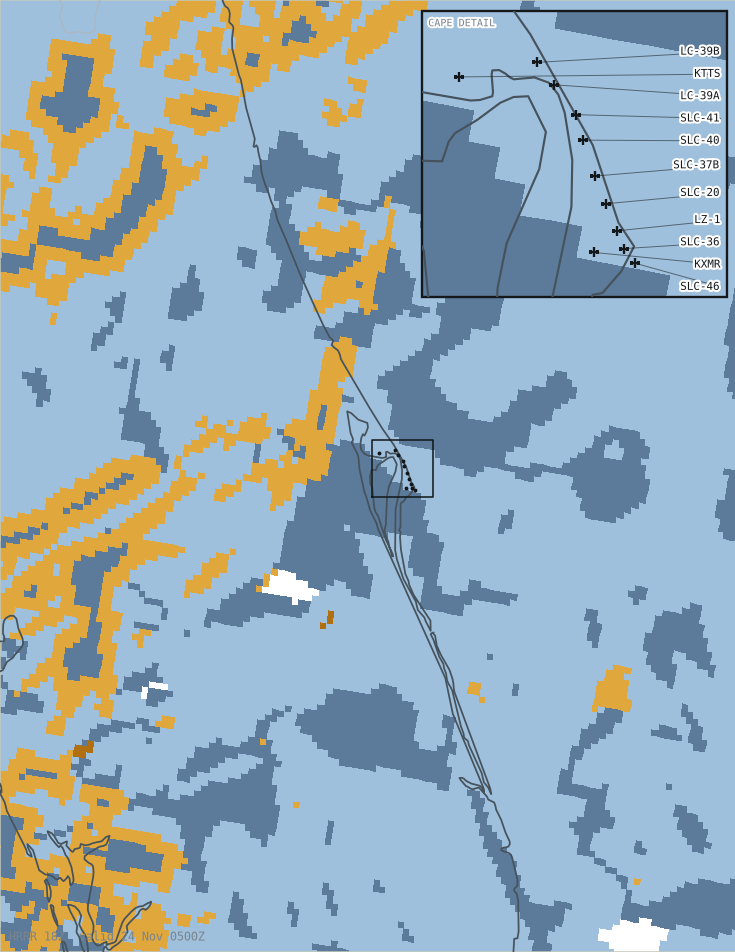 CAPE DETAIL
LC-39B
KTTS
LC-39A
SLC-41
SLC-40
SLC-37B
SLC-20
LZ-1
SLC-36
KXMR
SLC-46
24 Nov 0500Z